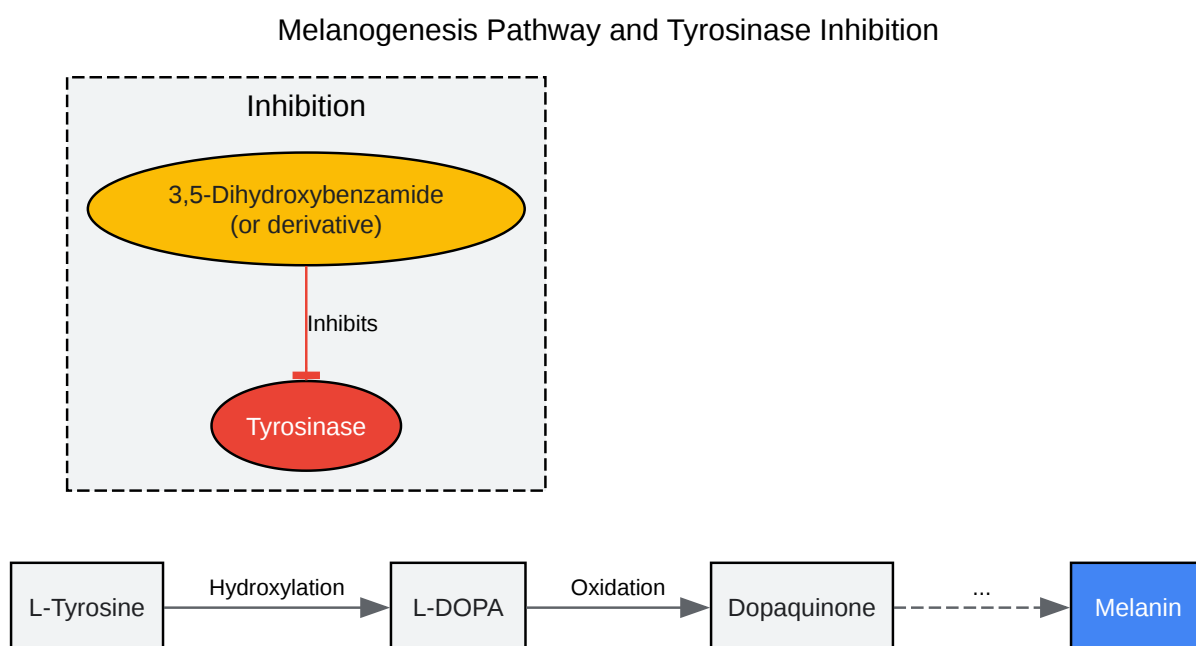 Melanogenesis Pathway and Tyrosinase Inhibition
Inhibition
3,5-Dihydroxybenzamide
(or derivative)
Inhibits
Tyrosinase
L-Tyrosine
Hydroxylation
L-DOPA
Oxidation
Dopaquinone
...
Melanin